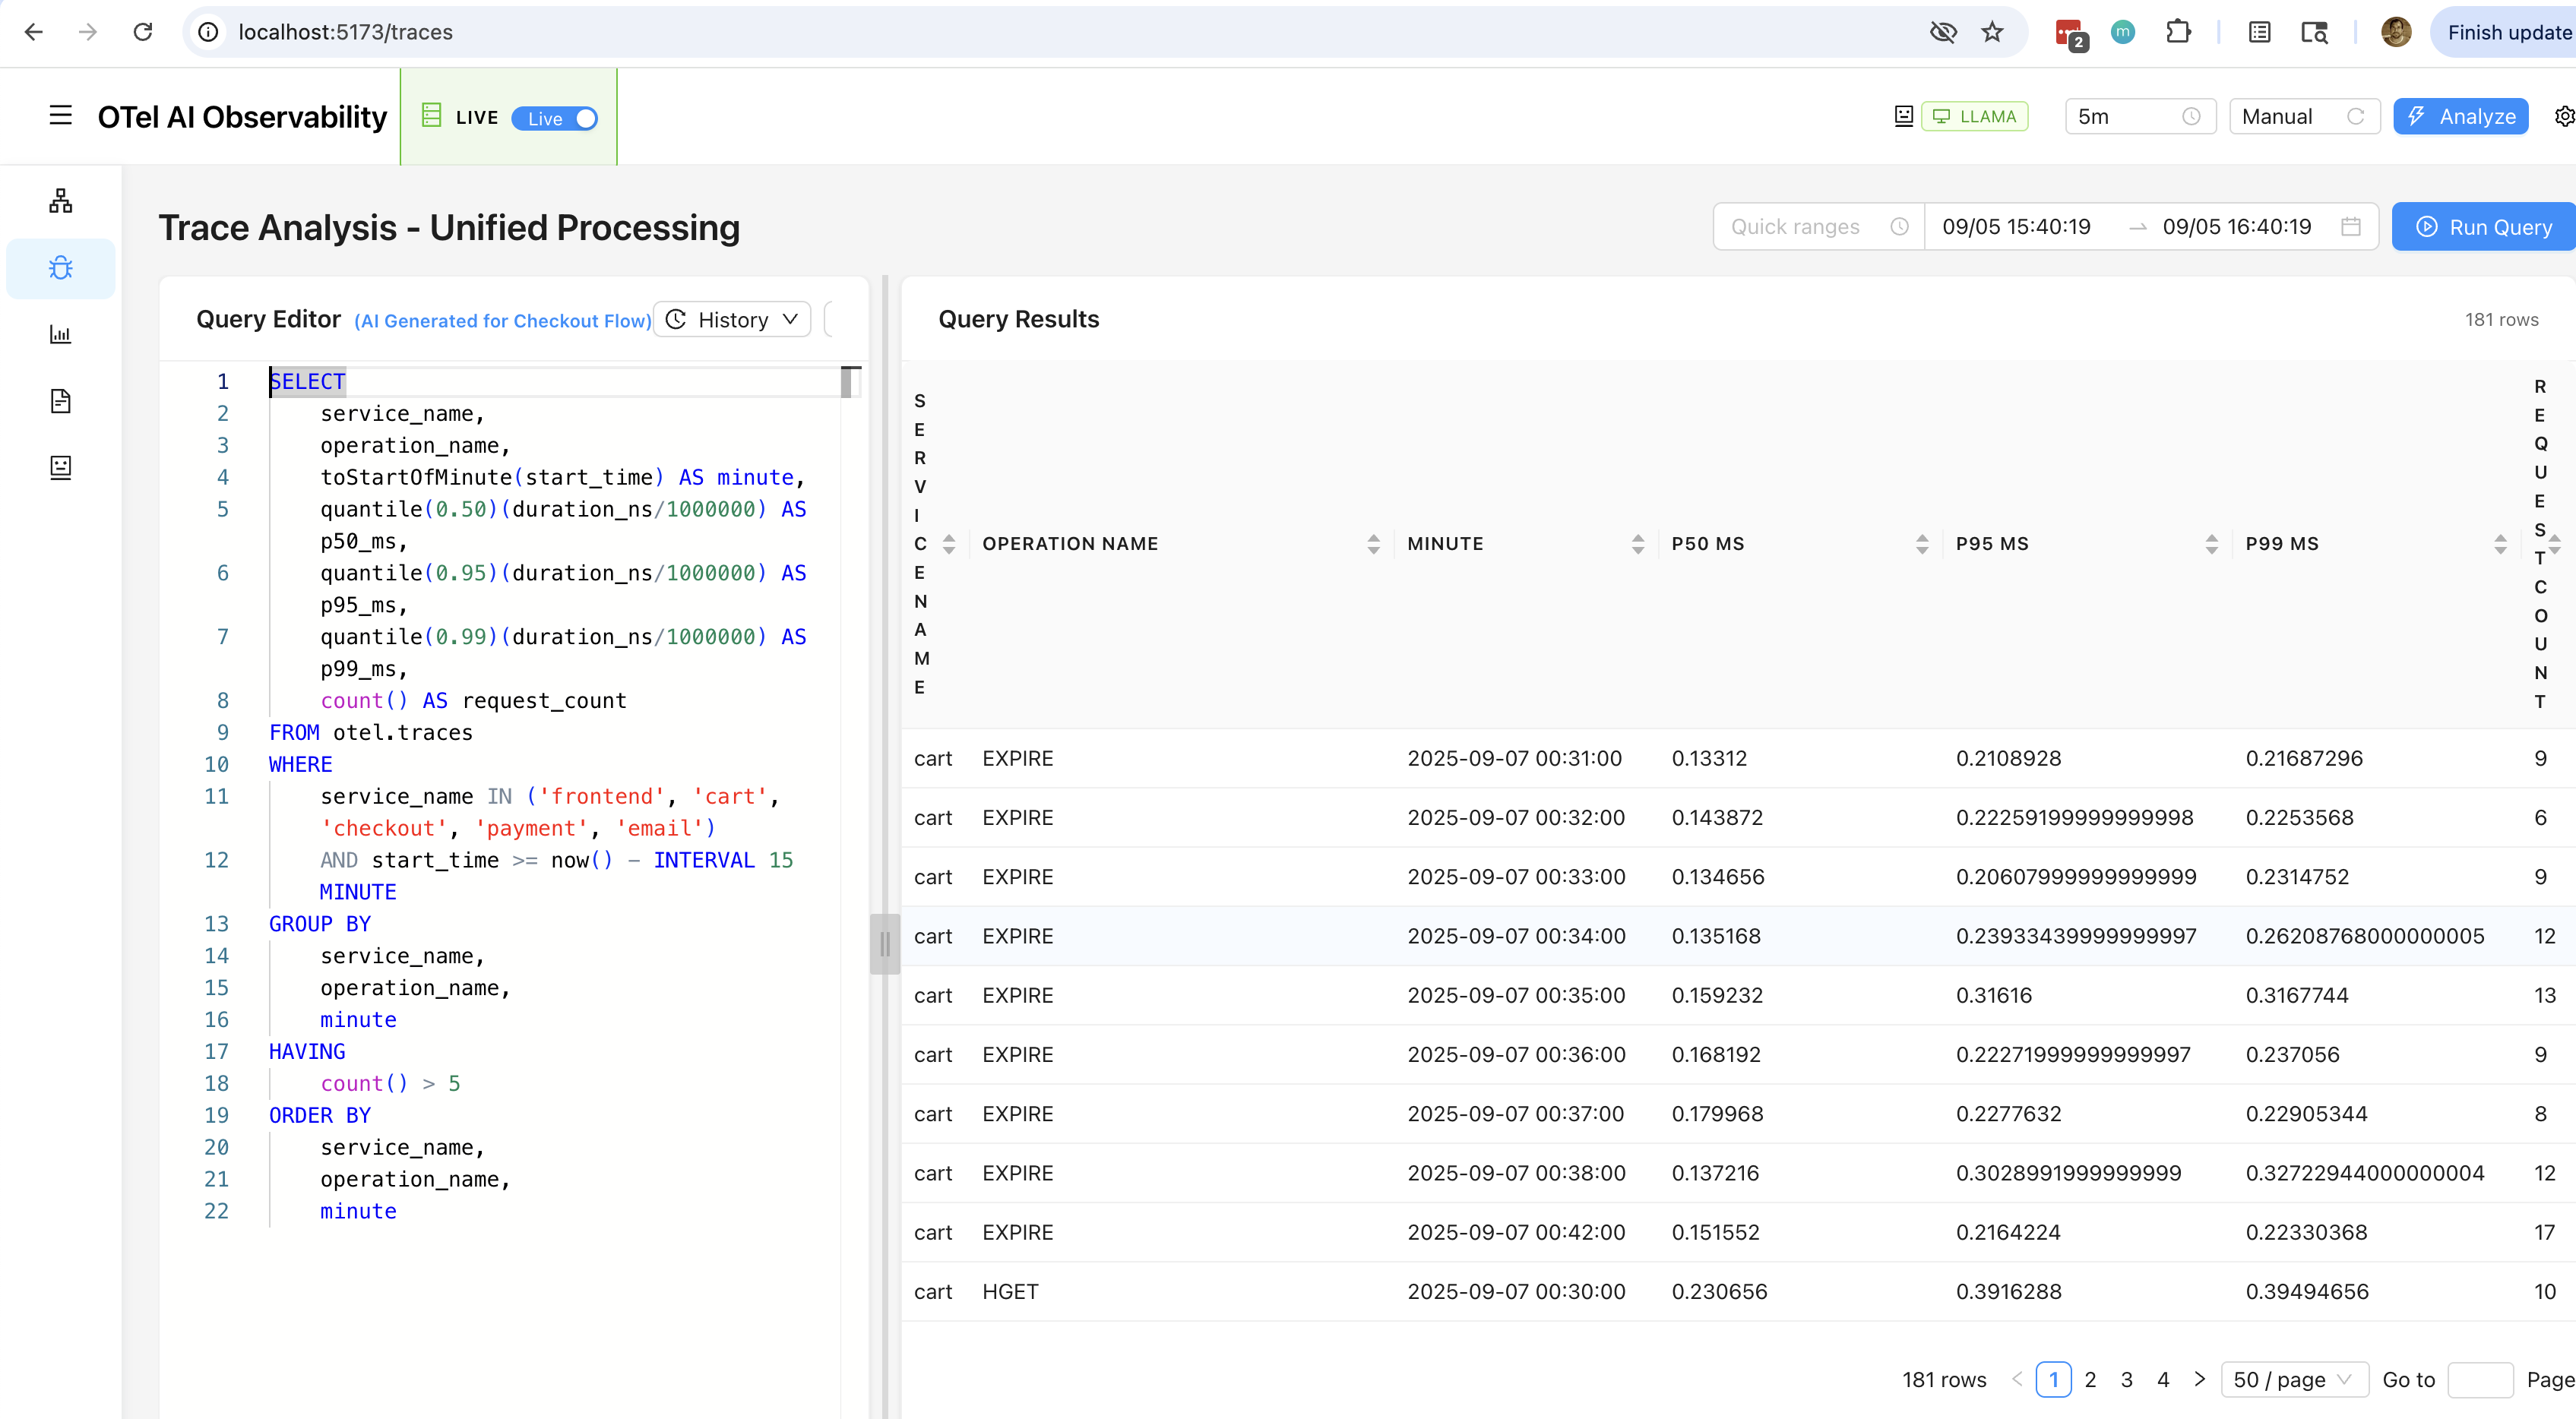 localhost:5173/traces
2
m
Finish update
OTel AI Observability
LIVE
Live
LLAMA
5m
Manual
Analyze
Trace Analysis - Unified Processing
Quick ranges
09/05 15:40:19
09/05 16:40:19
Run Query
Query Editor (AI Generated for Checkout Flow)
History
1 SELECT
2 service_name,
3 operation_name,
4 toStartOfMinute(start_time) AS minute,
5 quantile(0.50)(duration_ns/1000000) AS
p50_ms,
6 quantile(0.95)(duration_ns/1000000) AS
p95_ms,
7 quantile(0.99)(duration_ns/1000000) AS
p99_ms,
8 count() AS request_count
9 FROM otel.traces
10 WHERE
11 service_name IN ('frontend', 'cart',
'checkout', 'payment', 'email')
12 AND start_time >= now() - INTERVAL 15
MINUTE
13 GROUP BY
14 service_name,
15 operation_name,
16 minute
17 HAVING
18 count() > 5
19 ORDER BY
20 service_name,
21 operation_name,
22 minute
Query Results
181 rows
SERVICE NAME
OPERATION NAME
MINUTE
P50 MS
P95 MS
P99 MS
REQUEST COUNT
cart EXPIRE 2025-09-07 00:31:00 0.13312 0.2108928 0.21687296 9
cart EXPIRE 2025-09-07 00:32:00 0.143872 0.22259199999999998 0.2253568 6
cart EXPIRE 2025-09-07 00:33:00 0.134656 0.20607999999999999 0.2314752 9
cart EXPIRE 2025-09-07 00:34:00 0.135168 0.23933439999999997 0.26208768000000005 12
cart EXPIRE 2025-09-07 00:35:00 0.159232 0.31616 0.3167744 13
cart EXPIRE 2025-09-07 00:36:00 0.168192 0.22271999999999997 0.237056 9
cart EXPIRE 2025-09-07 00:37:00 0.179968 0.2277632 0.22905344 8
cart EXPIRE 2025-09-07 00:38:00 0.137216 0.3028991999999999 0.32722944000000004 12
cart EXPIRE 2025-09-07 00:42:00 0.151552 0.2164224 0.22330368 17
cart HGET 2025-09-07 00:30:00 0.230656 0.3916288 0.39494656 10
181 rows
1
2
3
4
50 / page
Go to
Page